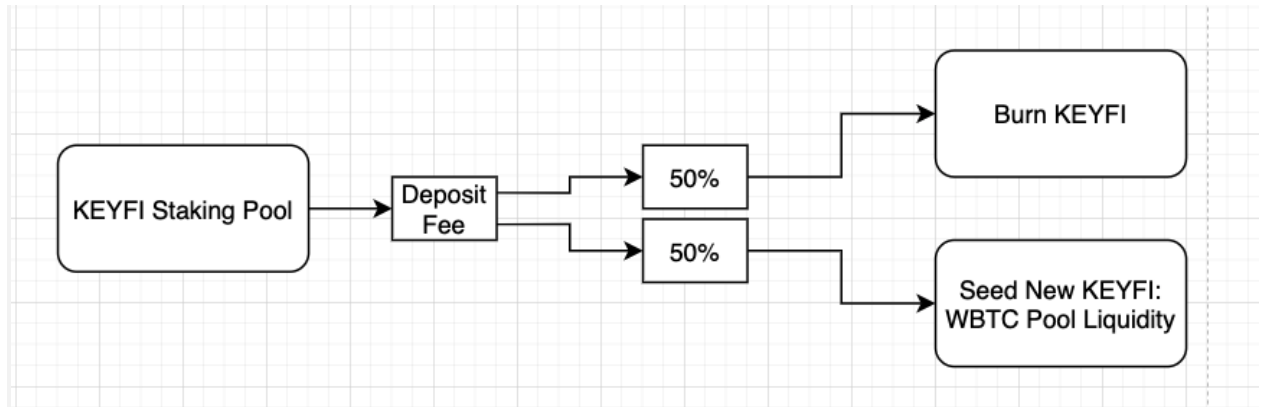 KEYFI Staking Pool
Deposit
Fee
50%
50%
Burn KEYFI
Seed New KEYFI:
WBTC Pool Liquidity